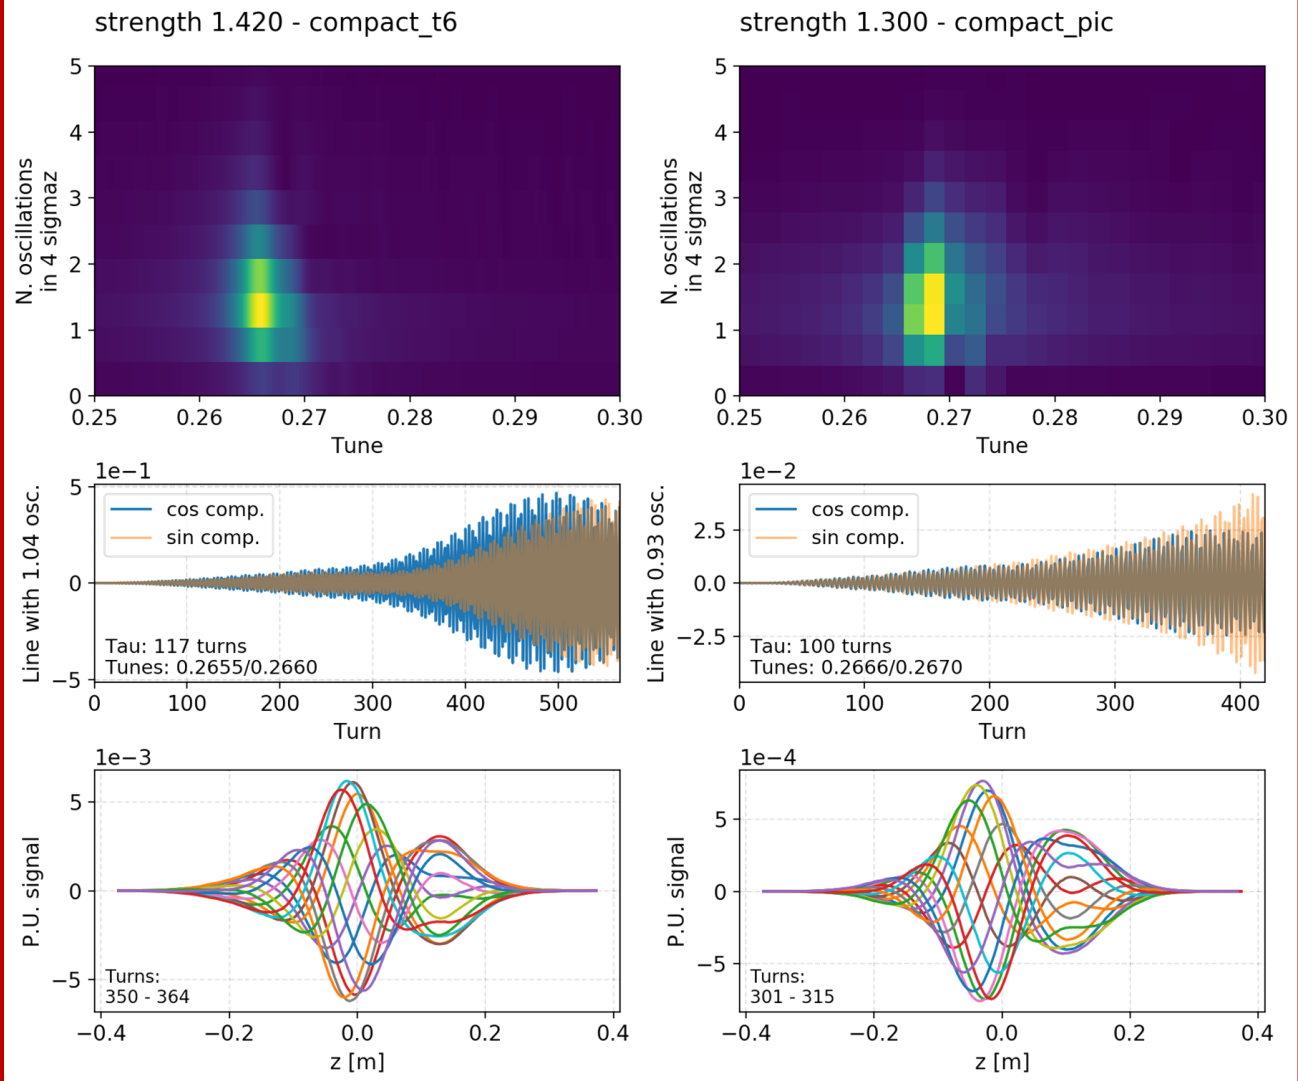 strength 1.420 - compact_t6
5
4
3
2
1
0
N. oscillations
in 4 sigmaz
0.25
0.26
0.27
0.28
0.29
0.30
Tune
1e−1
5
0
−5
Line with 1.04 osc.
cos comp.
sin comp.
Tau: 117 turns
Tunes: 0.2655/0.2660
0
100
200
300
400
500
Turn
1e−3
5
0
−5
P.U. signal
Turns:
350 - 364
−0.4
−0.2
0.0
0.2
0.4
z [m]
strength 1.300 - compact_pic
5
4
3
2
1
0
N. oscillations
in 4 sigmaz
0.25
0.26
0.27
0.28
0.29
0.30
Tune
1e−2
2.5
0.0
−2.5
Line with 0.93 osc.
cos comp.
sin comp.
Tau: 100 turns
Tunes: 0.2666/0.2670
0
100
200
300
400
Turn
1e−4
5
0
−5
P.U. signal
Turns:
301 - 315
−0.4
−0.2
0.0
0.2
0.4
z [m]